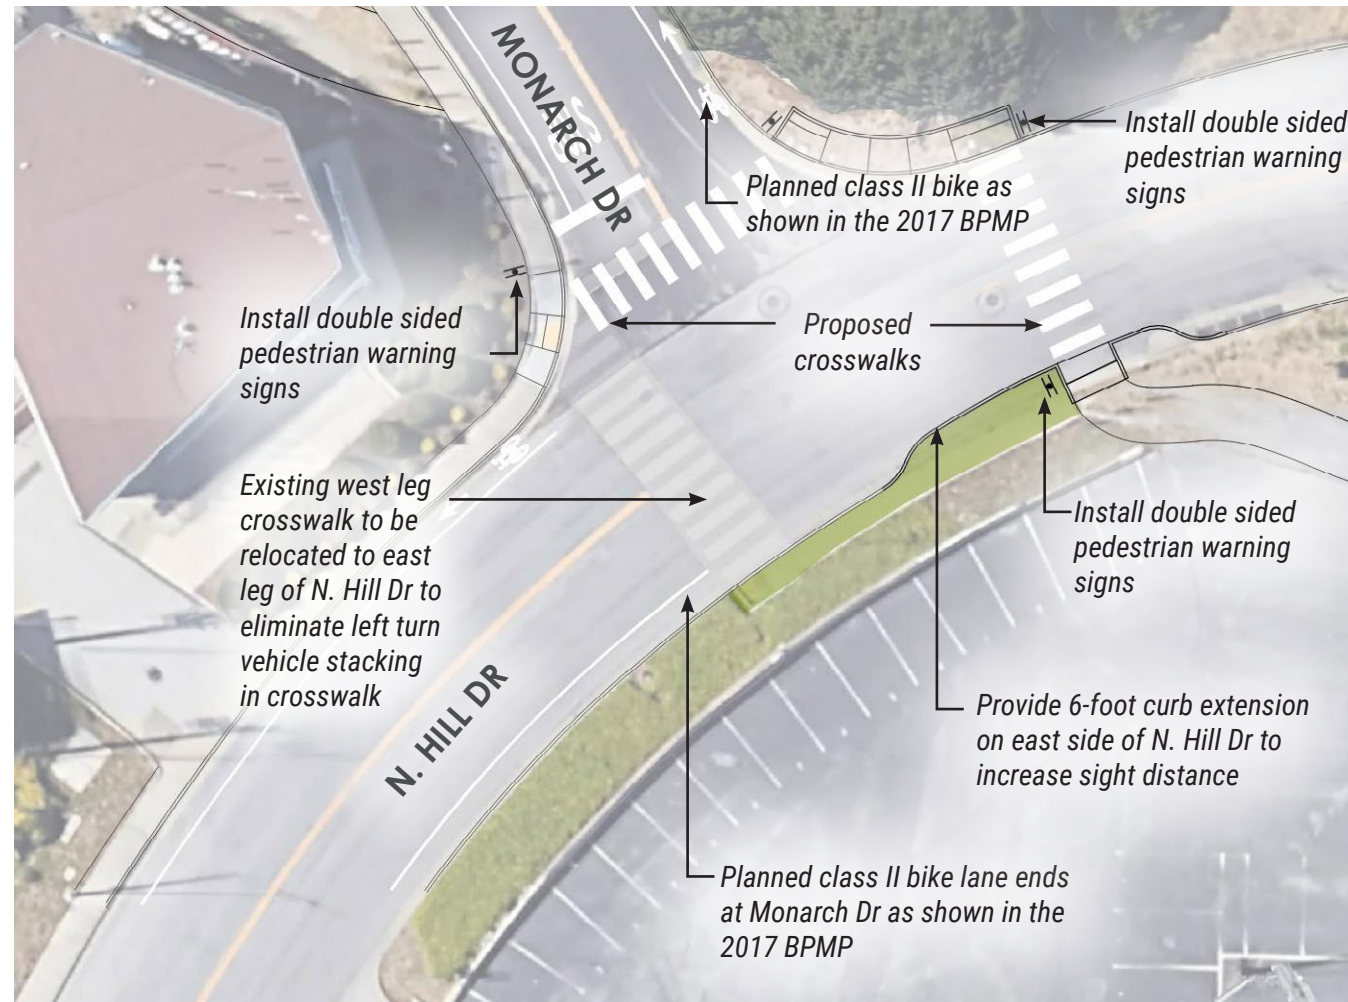 MONARCH DR
Install double sided
pedestrian warning
signs
Planned class II bike as
shown in the 2017 BPMP
Install double sided
pedestrian warning
signs
Proposed
crosswalks
Existing west leg
crosswalk to be
relocated to east
leg of N. Hill Dr to
eliminate left turn
vehicle stacking
in crosswalk
Install double sided
pedestrian warning
signs
N. HILL DR
Provide 6-foot curb extension
on east side of N. Hill Dr to
increase sight distance
Planned class II bike lane ends
at Monarch Dr as shown in the
2017 BPMP